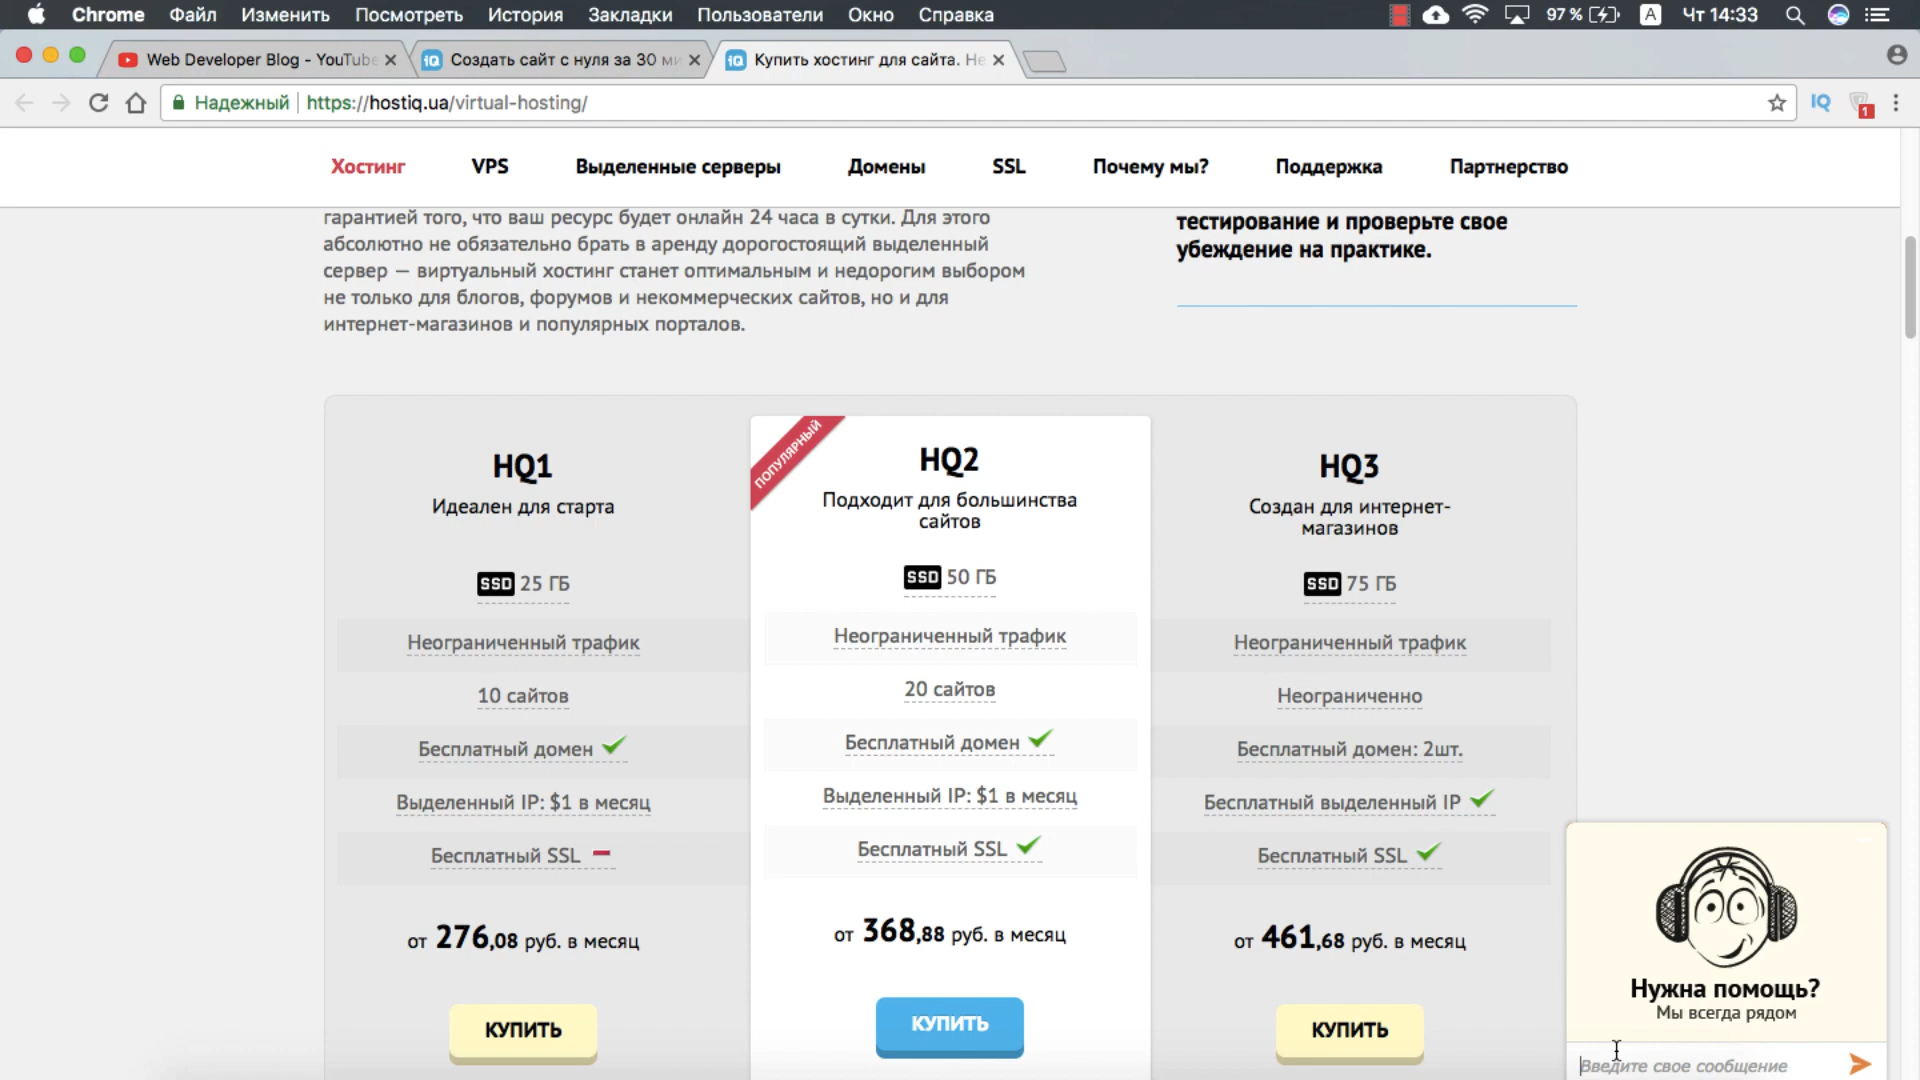 Chrome Файл Изменить Посмотреть История Закладки Пользователи Окно Справка 97 % A Чт 14:33
Web Developer Blog - YouTube
Создать сайт с нуля за 30 ми
Купить хостинг для сайта. Не
Надежный https://hostiq.ua/virtual-hosting/ IQ 1
Хостинг VPS Выделенные серверы Домены SSL Почему мы? Поддержка Партнерство
гарантией того, что ваш ресурс будет онлайн 24 часа в сутки. Для этого
абсолютно не обязательно брать в аренду дорогостоящий выделенный
сервер — виртуальный хостинг станет оптимальным и недорогим выбором
не только для блогов, форумов и некоммерческих сайтов, но и для
интернет-магазинов и популярных порталов.
тестирование и проверьте свое
убеждение на практике.
HQ1
Идеален для старта
SSD 25 ГБ
Неограниченный трафик
10 сайтов
Бесплатный домен
Выделенный IP: $1 в месяц
Бесплатный SSL
от 276,08 руб. в месяц
КУПИТЬ
ПОПУЛЯРНЫЙ
HQ2
Подходит для большинства
сайтов
SSD 50 ГБ
Неограниченный трафик
20 сайтов
Бесплатный домен
Выделенный IP: $1 в месяц
Бесплатный SSL
от 368,88 руб. в месяц
КУПИТЬ
HQ3
Создан для интернет-
магазинов
SSD 75 ГБ
Неограниченный трафик
Неограниченно
Бесплатный домен: 2шт.
Бесплатный выделенный IP
Бесплатный SSL
от 461,68 руб. в месяц
КУПИТЬ
Нужна помощь?
Мы всегда рядом
Введите свое сообщение